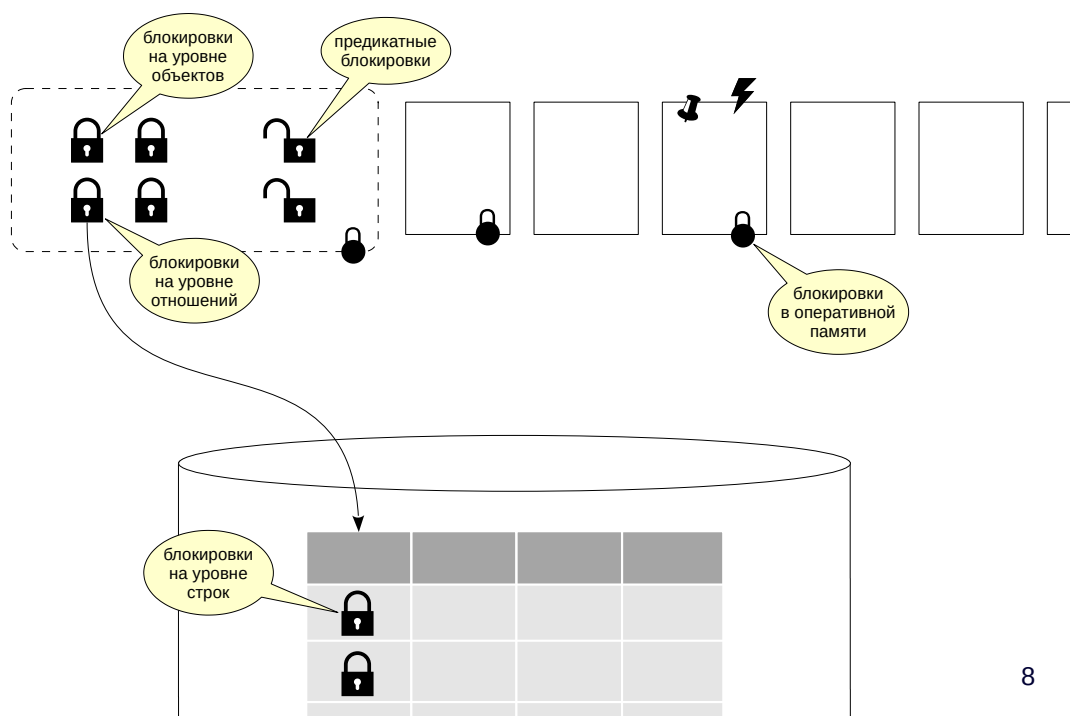 блокировки
на уровне
объектов
предикатные
блокировки
блокировки
на уровне
отношений
блокировки
в оперативной
памяти
блокировки
на уровне
строк
8